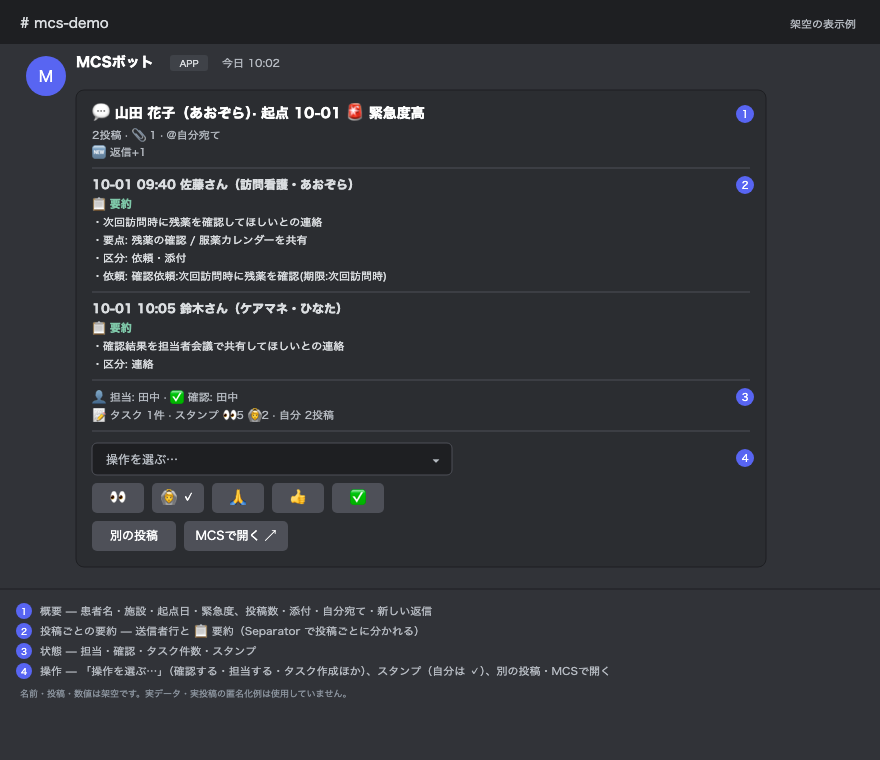 # mcs-demo
架空の表示例
M
MCSボット APP 今日 10:02
💬 山田 花子（あおぞら）· 起点 10-01 🚨 緊急度高
1
2投稿 · 📎 1 · @自分宛て
🆕 返信+1
10-01 09:40 佐藤さん（訪問看護・あおぞら）
2
📋 要約
・次回訪問時に残薬を確認してほしいとの連絡
・要点: 残薬の確認 / 服薬カレンダーを共有
・区分: 依頼・添付
・依頼: 確認依頼:次回訪問時に残薬を確認(期限:次回訪問時)
10-01 10:05 鈴木さん（ケアマネ・ひなた）
📋 要約
・確認結果を担当者会議で共有してほしいとの連絡
・区分: 連絡
👤 担当: 田中 · ✅ 確認: 田中
3
📝 タスク 1件 · スタンプ 👀5 🙆2 · 自分 2投稿
操作を選ぶ…
4
👀 🙆 ✓ 🙏 👍 ✅
別の投稿 MCSで開く ↗
1 概要 — 患者名・施設・起点日・緊急度、投稿数・添付・自分宛て・新しい返信
2 投稿ごとの要約 — 送信者行と 📋 要約（Separator で投稿ごとに分かれる）
3 状態 — 担当・確認・タスク件数・スタンプ
4 操作 — 「操作を選ぶ…」（確認する・担当する・タスク作成ほか）、スタンプ（自分は ✓）、別の投稿・MCSで開く
名前・投稿・数値は架空です。実データ・実投稿の匿名化例は使用していません。